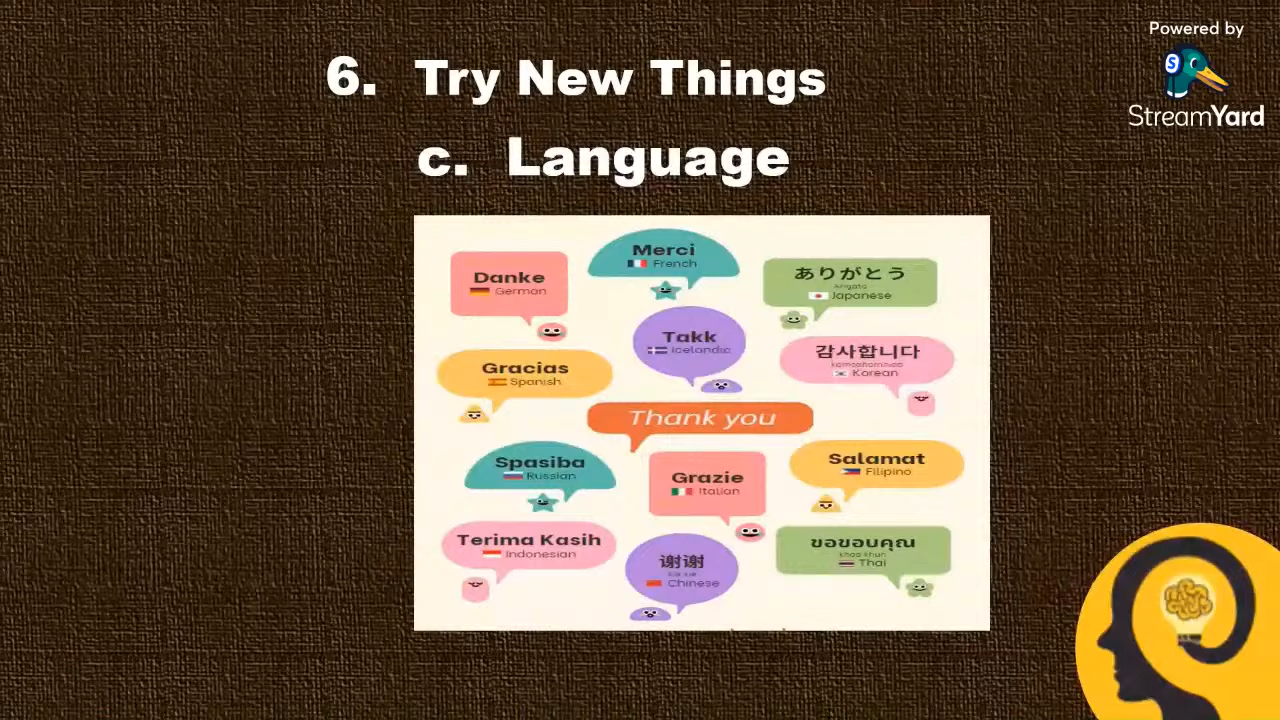 Powered by
StreamYard
6. Try New Things
c. Language
Merci
French
Danke
German
ありがとう
Arigato
Japanese
Takk
Icelandic
감사합니다
Korean
Gracias
Spanish
Thank you
Spasiba
Russian
Grazie
Italian
Salamat
Filipino
Terima Kasih
Indonesian
谢谢
Chinese
ขอขอบคุณ
khob khun
Thai